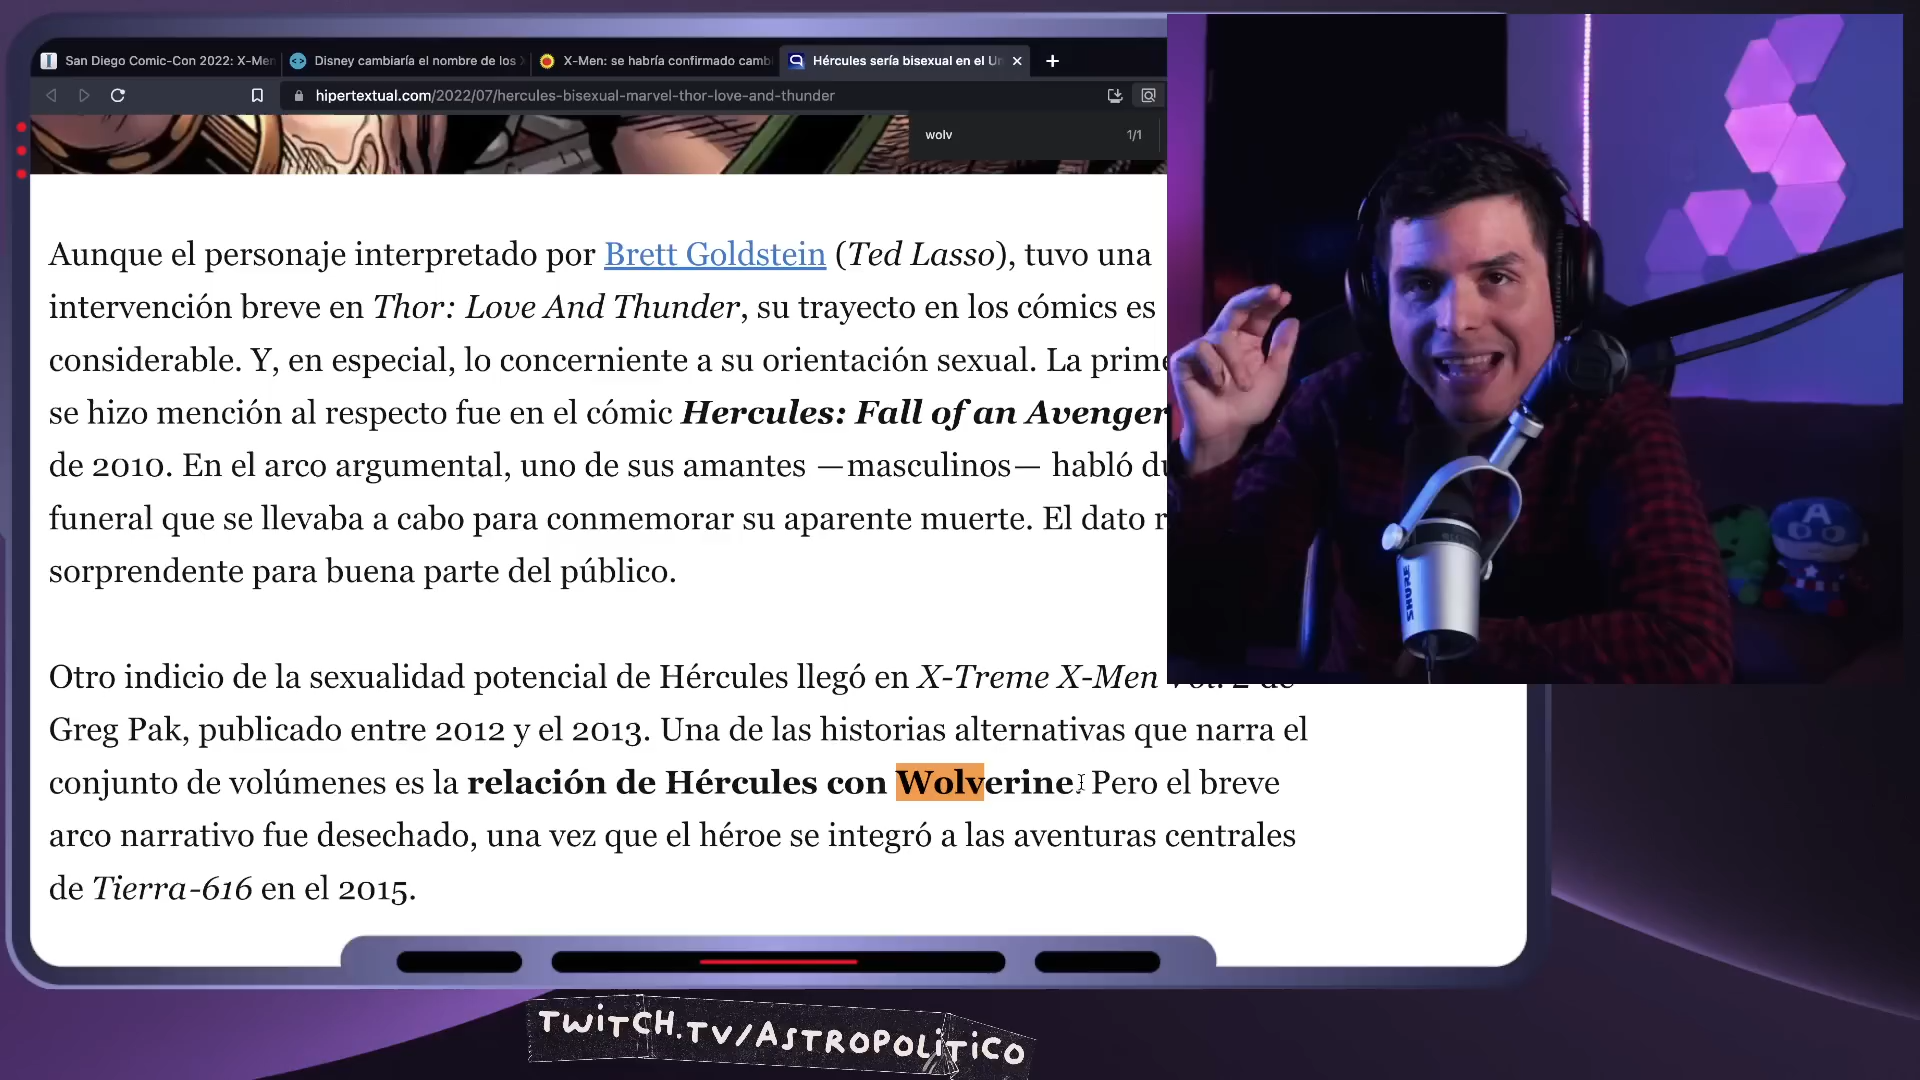 San Diego Comic-Con 2022: X-Men
Disney cambiaría el nombre de los X
X-Men: se habría confirmado camb
Hércules sería bisexual en el Un
hipertextual.com/2022/07/hercules-bisexual-marvel-thor-love-and-thunder
wolv 1/1
Aunque el personaje interpretado por Brett Goldstein (Ted Lasso), tuvo una
intervención breve en Thor: Love And Thunder, su trayecto en los cómics es
considerable. Y, en especial, lo concerniente a su orientación sexual. La prime
se hizo mención al respecto fue en el cómic Hercules: Fall of an Avenger
de 2010. En el arco argumental, uno de sus amantes —masculinos— habló du
funeral que se llevaba a cabo para conmemorar su aparente muerte. El dato r
sorprendente para buena parte del público.
Otro indicio de la sexualidad potencial de Hércules llegó en X-Treme X-Men Vol. 2 de
Greg Pak, publicado entre 2012 y el 2013. Una de las historias alternativas que narra el
conjunto de volúmenes es la relación de Hércules con Wolverine. Pero el breve
arco narrativo fue desechado, una vez que el héroe se integró a las aventuras centrales
de Tierra-616 en el 2015.
SHURE
A
TWITCH.TV/ASTROPOLITICO